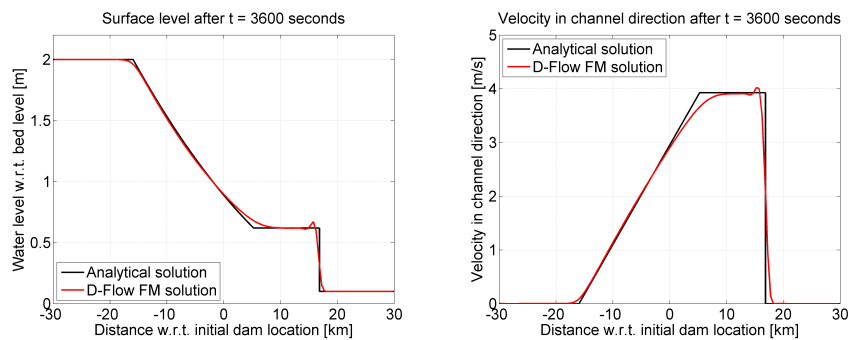 Surface level after t = 3600 seconds
Water level w.r.t. bed level [m]
2
1.5
1
0.5
0
Analytical solution
D-Flow FM solution
-30 -20 -10 0 10 20 30
Distance w.r.t. initial dam location [km]
Velocity in channel direction after t = 3600 seconds
Velocity in channel direction [m/s]
5
4
3
2
1
0
Analytical solution
D-Flow FM solution
-30 -20 -10 0 10 20 30
Distance w.r.t. initial dam location [km]